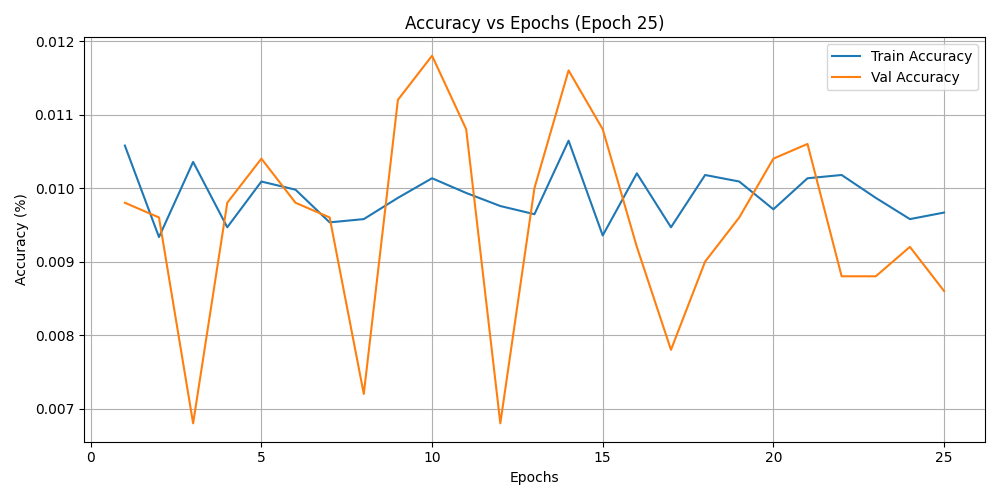 Accuracy vs Epochs (Epoch 25)
Train Accuracy
Val Accuracy
Accuracy (%)
0.012
0.011
0.010
0.009
0.008
0.007
0 5 10 15 20 25
Epochs